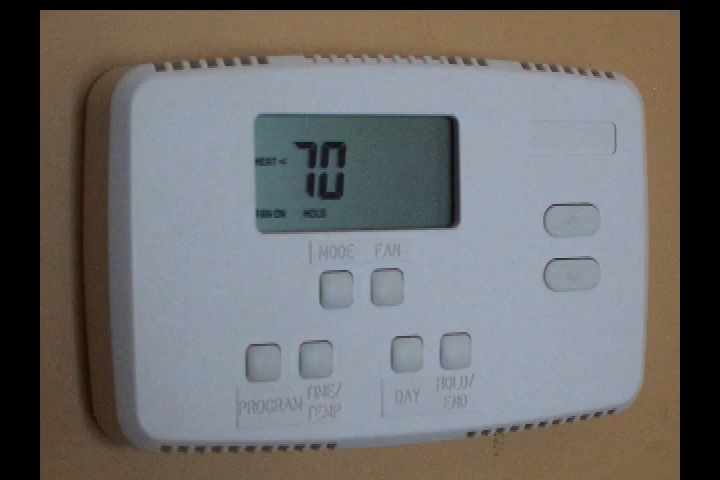 HEAT
70
FAN ON HOLD
MODE FAN
PROGRAM TIME/
TEMP
DAY HOLD/
END